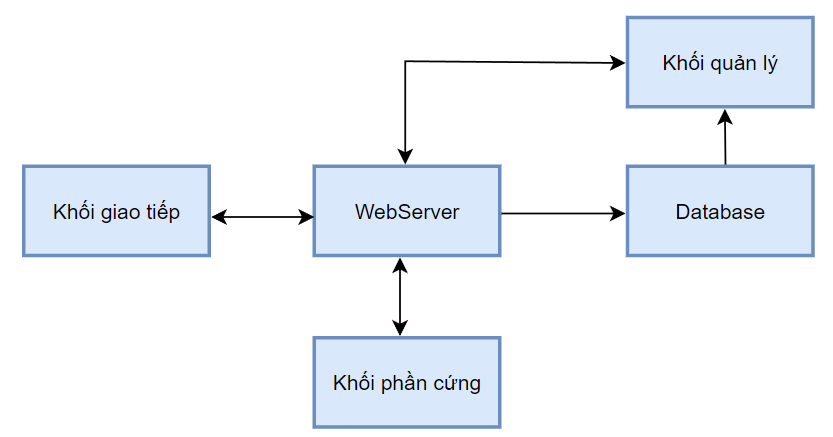 Khối quản lý
Khối giao tiếp
WebServer
Database
Khối phần cứng